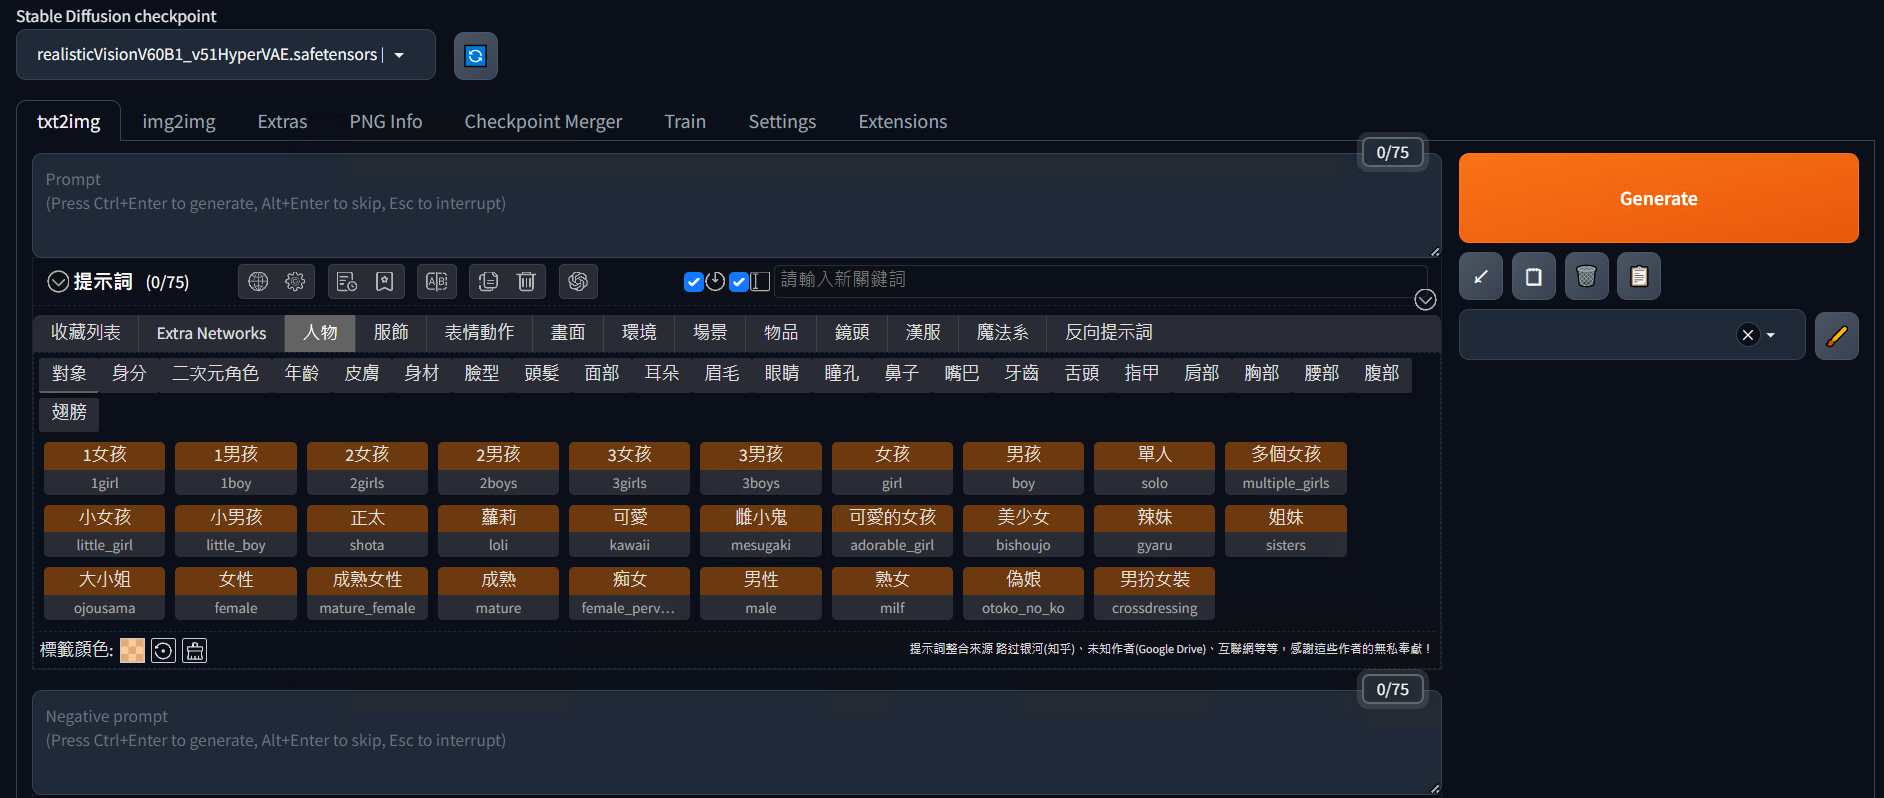 Stable Diffusion checkpoint
realisticVisionV60B1_v51HyperVAE.safetensors |
txt2img img2img Extras PNG Info Checkpoint Merger Train Settings Extensions
0/75
Prompt
(Press Ctrl+Enter to generate, Alt+Enter to skip, Esc to interrupt)
Generate
提示詞 (0/75) 請輸入新關鍵詞
收藏列表 Extra Networks 人物 服飾 表情動作 畫面 環境 場景 物品 鏡頭 漢服 魔法系 反向提示詞
對象 身分 二次元角色 年齡 皮膚 身材 臉型 頭髮 面部 耳朵 眉毛 眼睛 瞳孔 鼻子 嘴巴 牙齒 舌頭 指甲 肩部 胸部 腰部 腹部
翅膀
1女孩 1男孩 2女孩 2男孩 3女孩 3男孩 女孩 男孩 單人 多個女孩
1girl 1boy 2girls 2boys 3girls 3boys girl boy solo multiple_girls
小女孩 小男孩 正太 蘿莉 可愛 雌小鬼 可愛的女孩 美少女 辣妹 姐妹
little_girl little_boy shota loli kawaii mesugaki adorable_girl bishoujo gyaru sisters
大小姐 女性 成熟女性 成熟 痴女 男性 熟女 偽娘 男扮女裝
ojousama female mature_female mature female_perv... male milf otoko_no_ko crossdressing
標籤顏色:
提示詞整合來源 路过银河(知乎)、未知作者(Google Drive)、互聯網等等，感謝這些作者的無私奉獻！
0/75
Negative prompt
(Press Ctrl+Enter to generate, Alt+Enter to skip, Esc to interrupt)